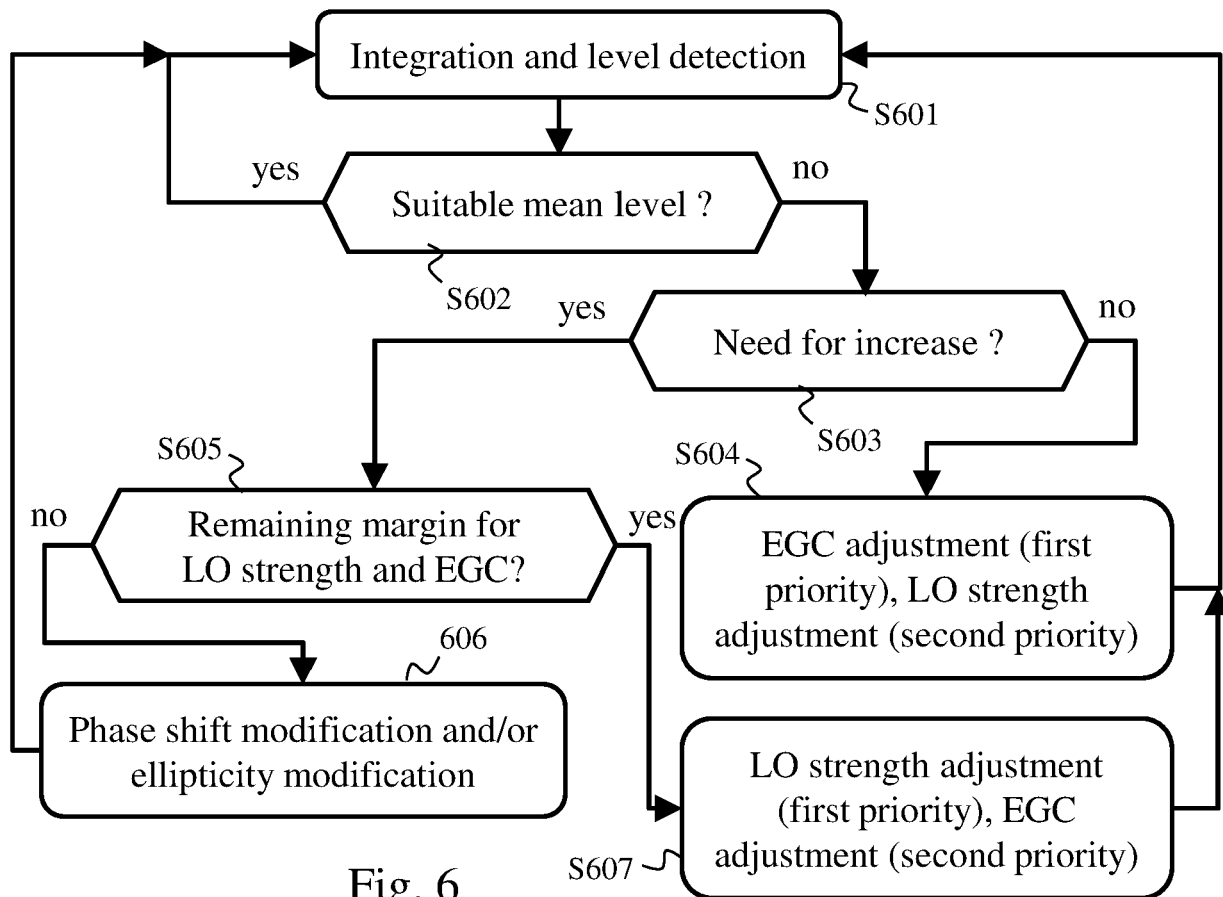 Integration and level detection
S601
yes
no
Suitable mean level ?
S602
yes
no
Need for increase ?
S603
S605
S604
no
Remaining margin for
LO strength and EGC?
yes
EGC adjustment (first
priority), LO strength
adjustment (second priority)
606
Phase shift modification and/or
ellipticity modification
LO strength adjustment
(first priority), EGC
adjustment (second priority)
S607
Fig. 6